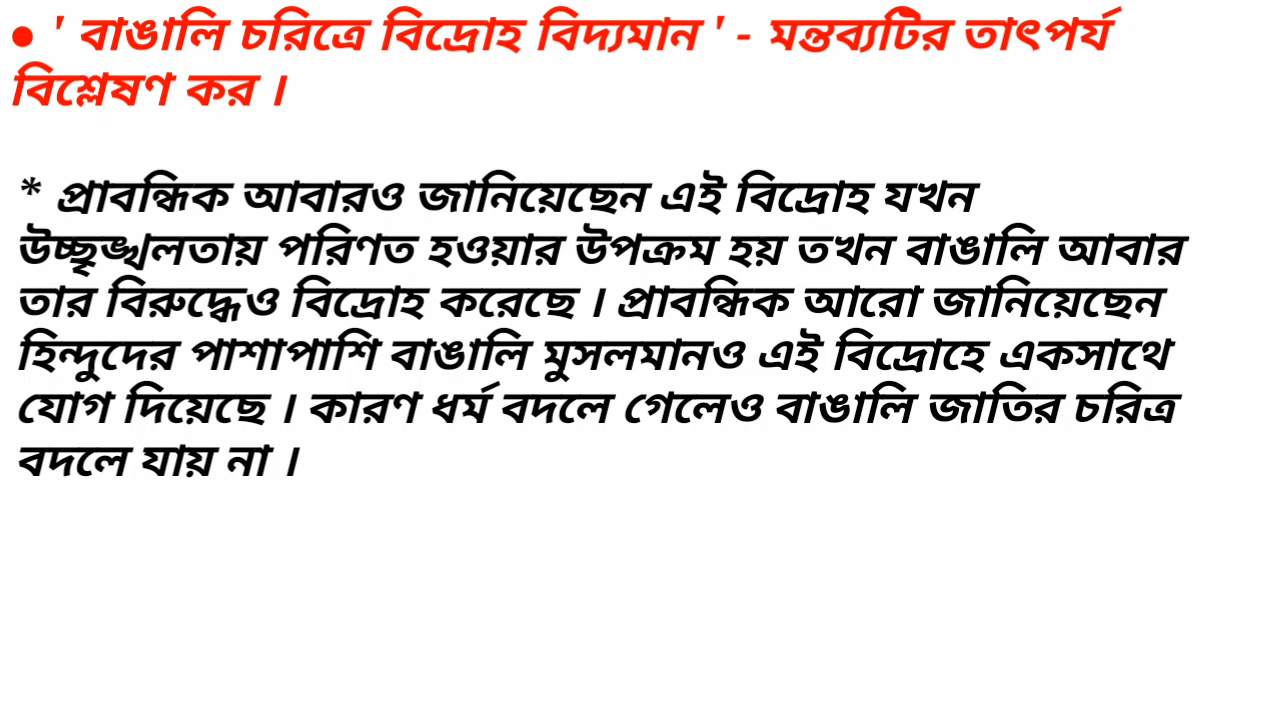 ● ' বাঙালি চরিত্রে বিদ্রোহ বিদ্যমান ' - মন্তব্যটির তাৎপর্য
বিশ্লেষণ কর ।
* প্রাবন্ধিক আবারও জানিয়েছেন এই বিদ্রোহ যখন
উচ্ছৃঙ্খলতায় পরিণত হওয়ার উপক্রম হয় তখন বাঙালি আবার
তার বিরুদ্ধেও বিদ্রোহ করেছে । প্রাবন্ধিক আরো জানিয়েছেন
হিন্দুদের পাশাপাশি বাঙালি মুসলমানও এই বিদ্রোহে একসাথে
যোগ দিয়েছে । কারণ ধর্ম বদলে গেলেও বাঙালি জাতির চরিত্র
বদলে যায় না ।